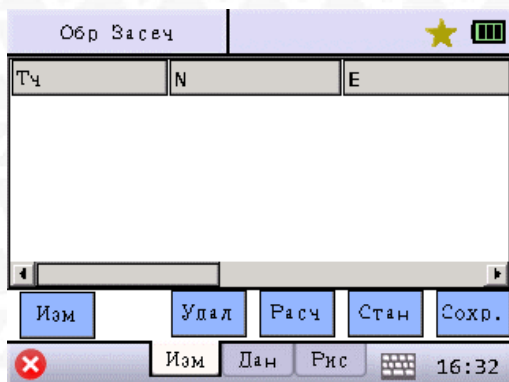 Обр Засеч
Тч N E
Изм Удал Расч Стан Сохр.
Изм Дан Рис 16:32